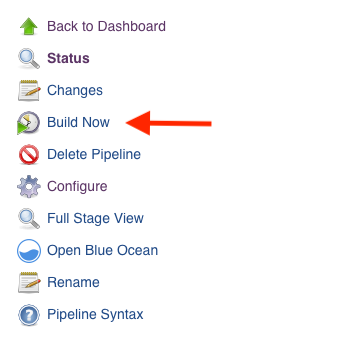 Back to Dashboard
Status
Changes
Build Now
Delete Pipeline
Configure
Full Stage View
Open Blue Ocean
Rename
Pipeline Syntax